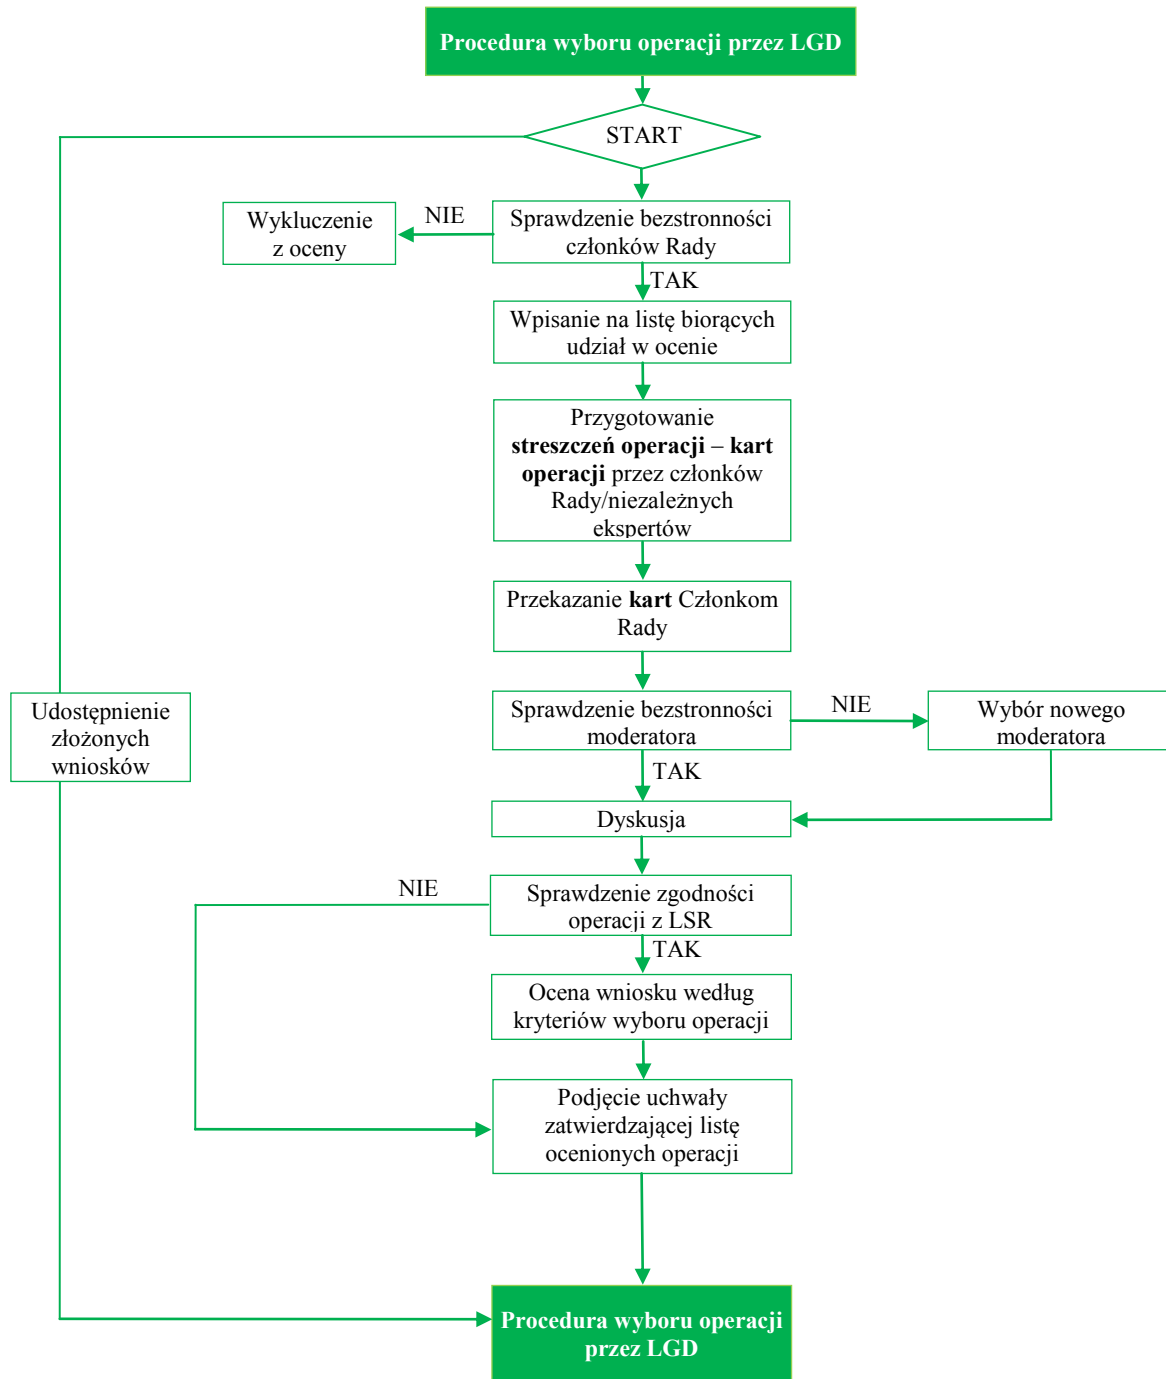 Procedura wyboru operacji przez LGD
START
Wykluczenie
z oceny
NIE
Sprawdzenie bezstronności
członków Rady
TAK
Wpisanie na listę biorących
udział w ocenie
Przygotowanie
streszczeń operacji – kart
operacji przez członków
Rady/niezależnych
ekspertów
Przekazanie kart Członkom
Rady
Udostępnienie
złożonych
wniosków
Sprawdzenie bezstronności
moderatora
NIE
Wybór nowego
moderatora
TAK
Dyskusja
NIE
Sprawdzenie zgodności
operacji z LSR
TAK
Ocena wniosku według
kryteriów wyboru operacji
Podjęcie uchwały
zatwierdzającej listę
ocenionych operacji
Procedura wyboru operacji
przez LGD